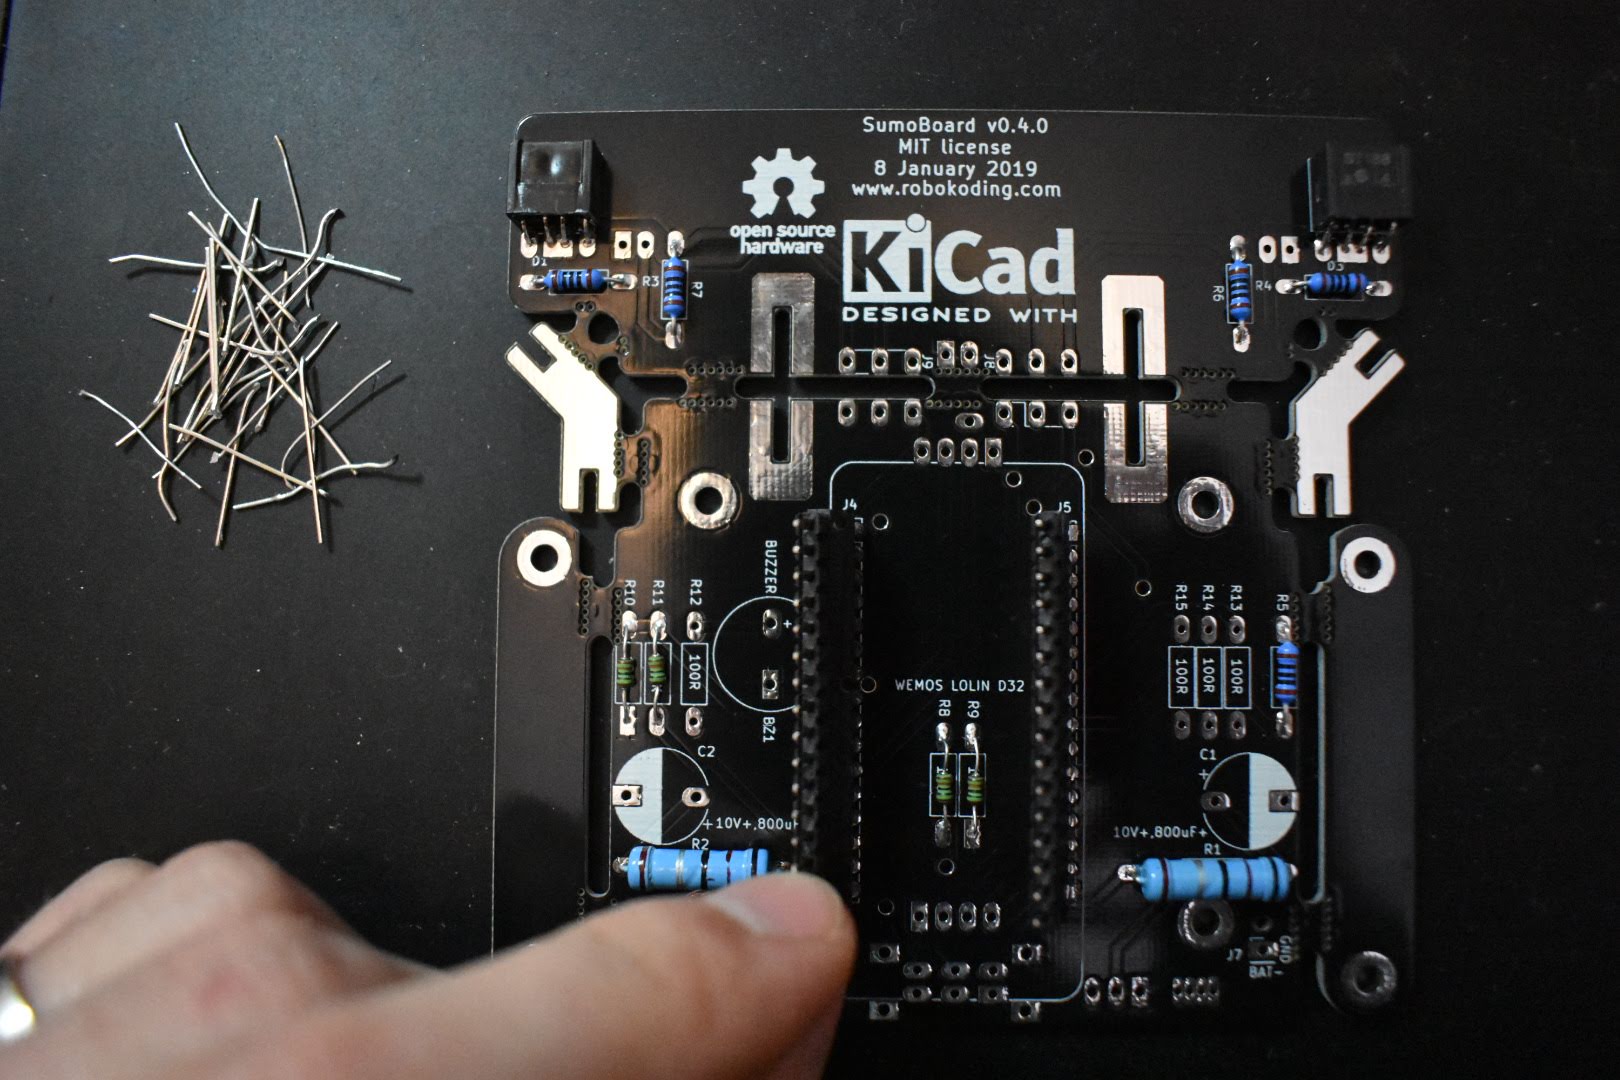 SumoBoard v0.4.0
MIT license
8 January 2019
www.robokoding.com
open source
hardware
KiCad
DESIGNED WITH
D1
R3
R7
R6
R4
D3
J9
J8
J4
J5
BUZZER
+
BZ1
R10
R11
R12
100R
R15
R14
R13
R5
100R
100R
100R
WEMOS LOLIN D32
R8
R9
C2
+10V+,800uF
R2
C1
+
10V+,800uF+
R1
J7
GND
BAT-